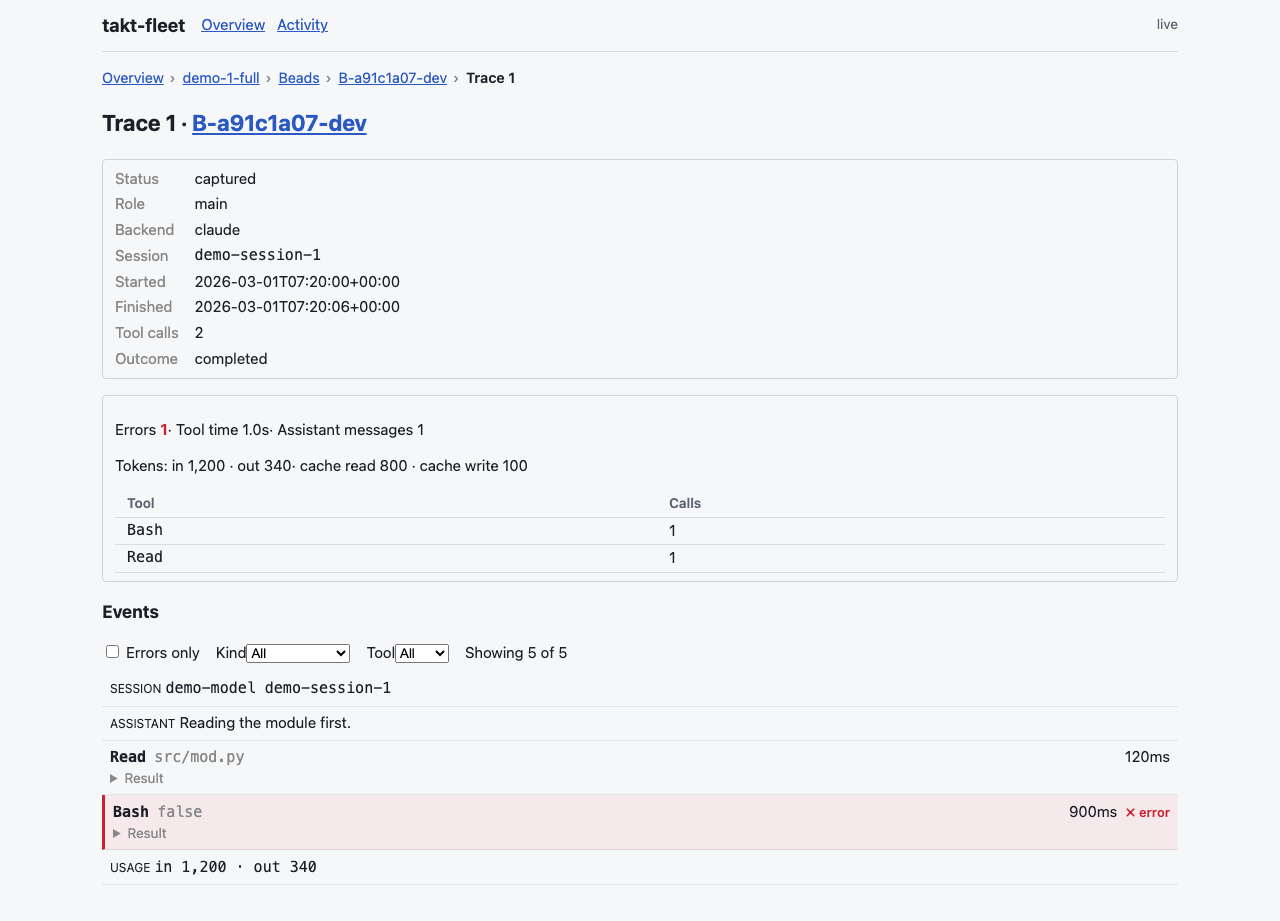 takt-fleet Overview Activity live
Overview › demo-1-full › Beads › B-a91c1a07-dev › Trace 1
Trace 1 · B-a91c1a07-dev
Status captured
Role main
Backend claude
Session demo-session-1
Started 2026-03-01T07:20:00+00:00
Finished 2026-03-01T07:20:06+00:00
Tool calls 2
Outcome completed
Errors 1· Tool time 1.0s· Assistant messages 1
Tokens: in 1,200 · out 340· cache read 800 · cache write 100
Tool Calls
Bash 1
Read 1
Events
Errors only Kind All Tool All Showing 5 of 5
SESSION demo-model demo-session-1
ASSISTANT Reading the module first.
Read src/mod.py 120ms
▶ Result
Bash false 900ms ✕ error
▶ Result
USAGE in 1,200 · out 340